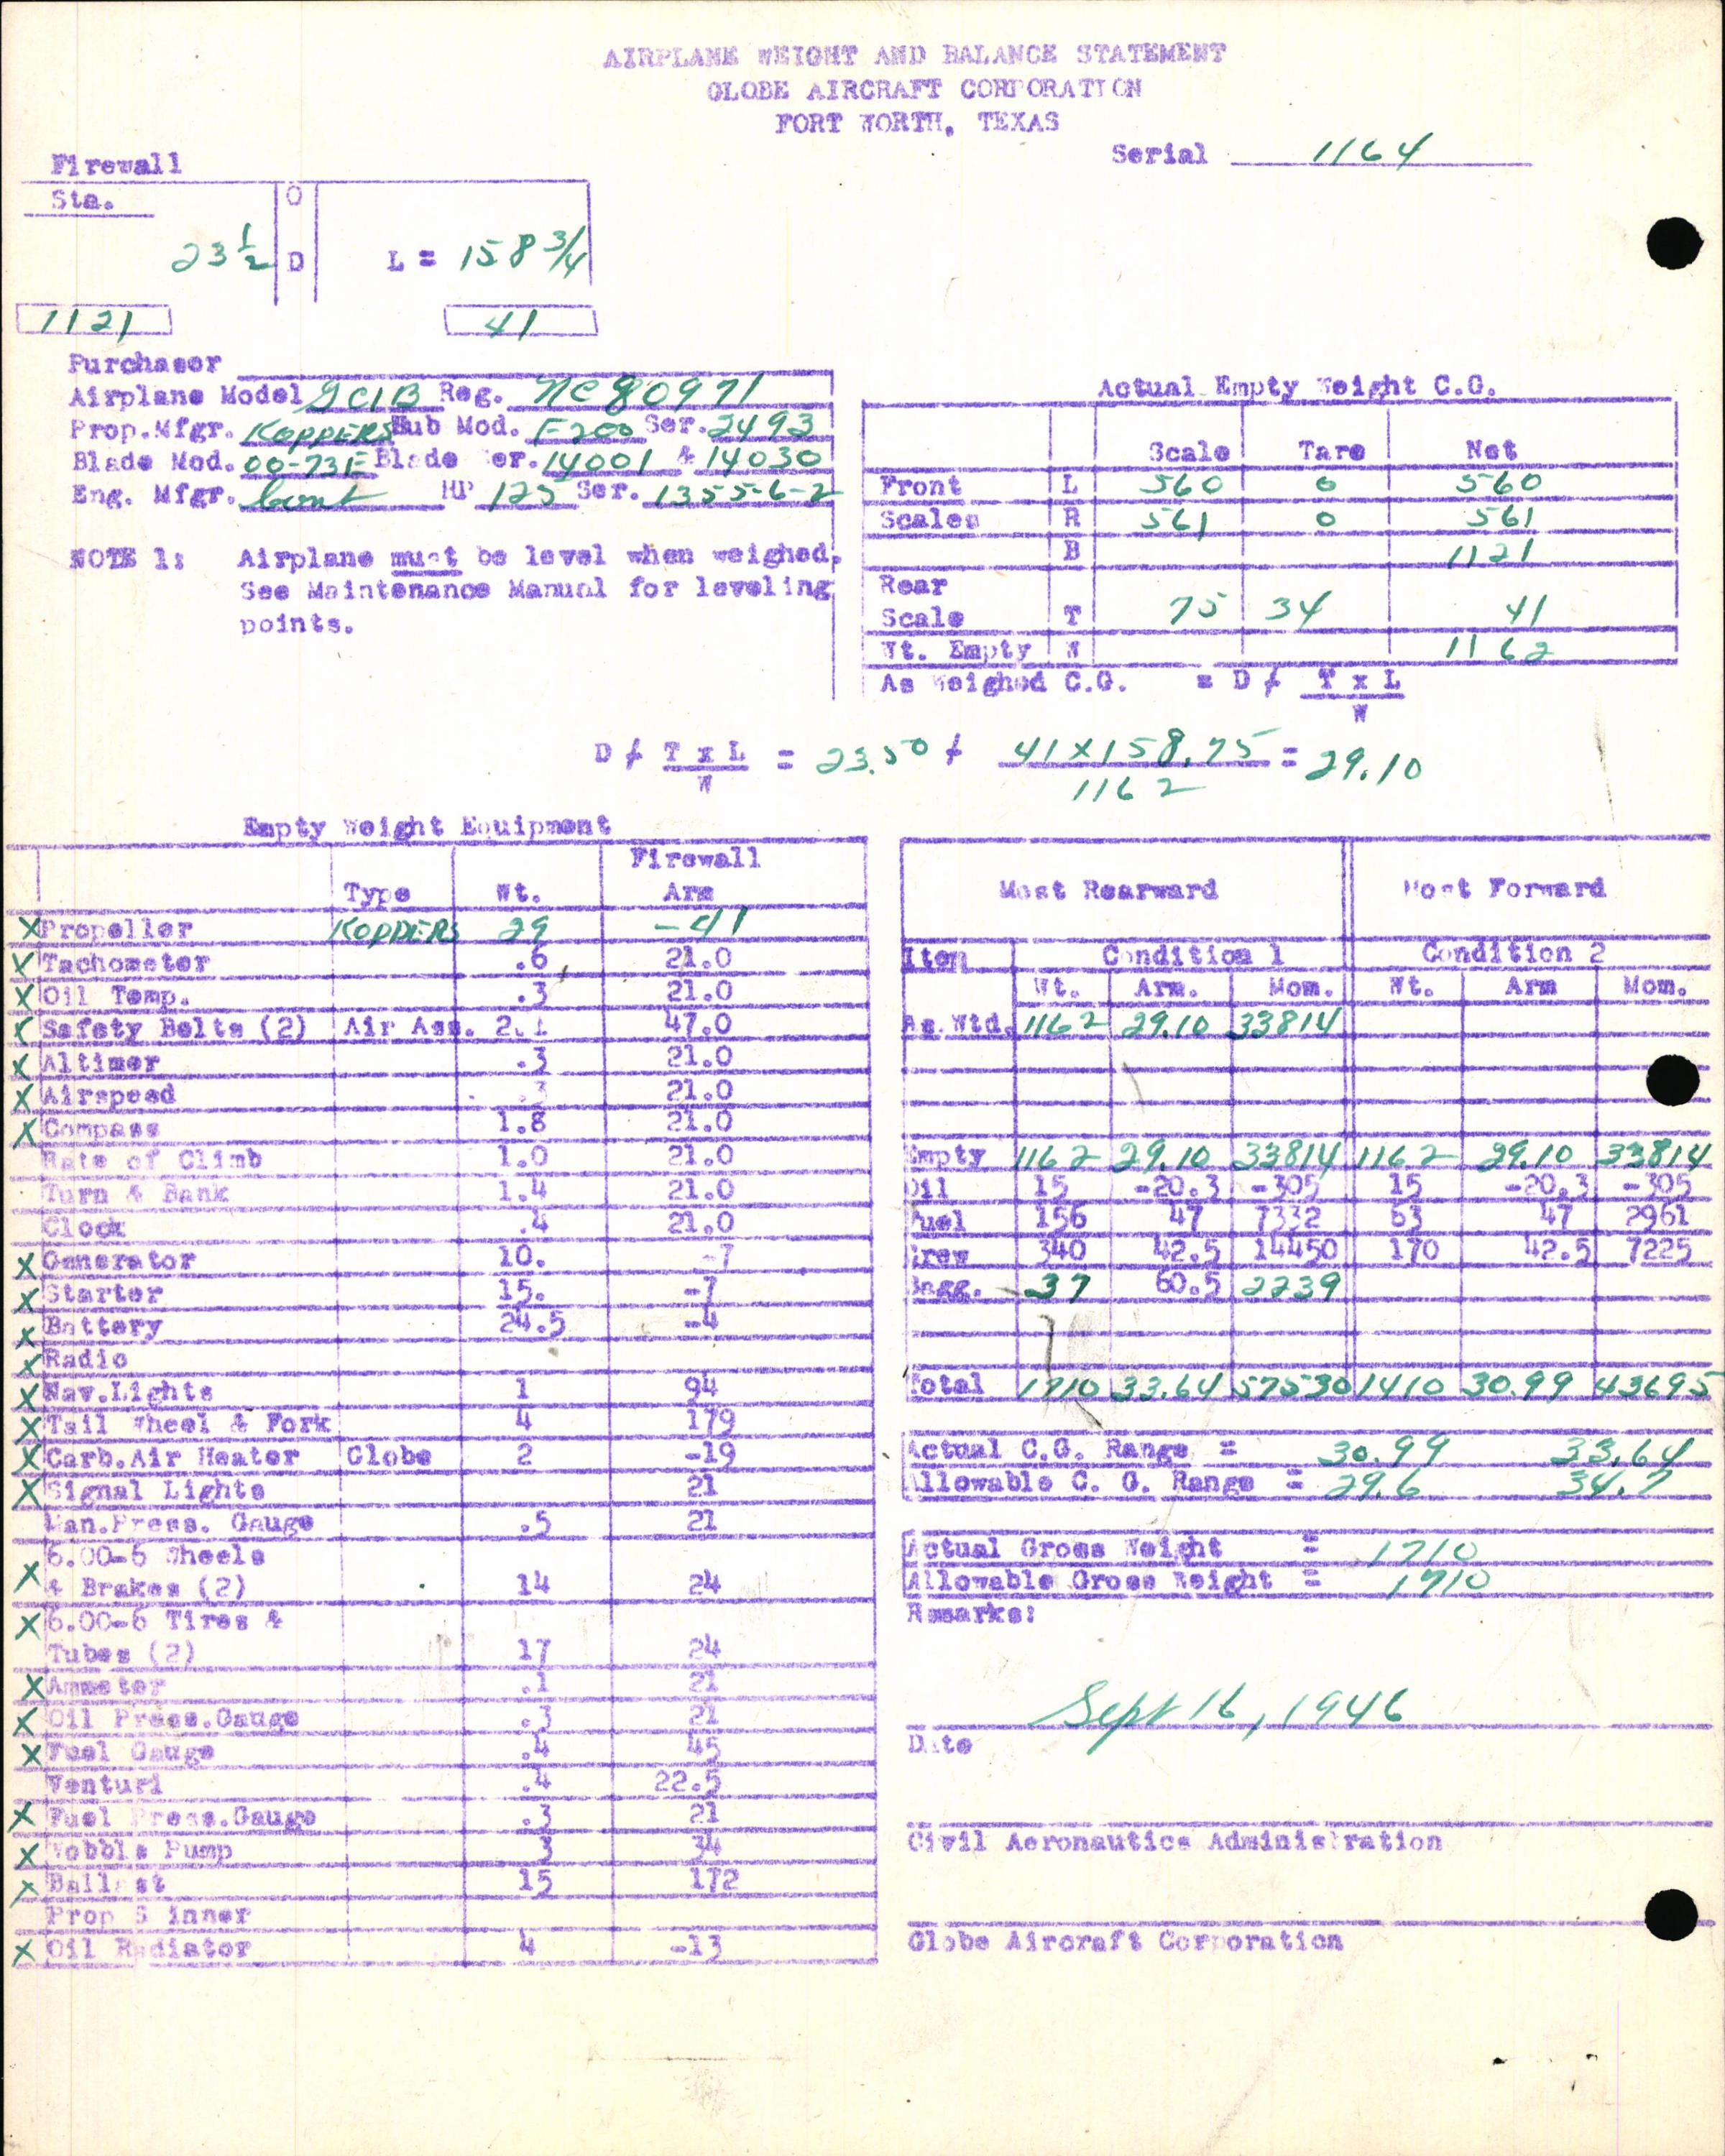 AIRPLANE WEIGHT AND BALANCE STATEMENT
GLOBE AIRCRAFT CORPORATION
FORT WORTH, TEXAS
Serial 1164
Firewall
Sta. O
23 1/2 D L = 158 3/4
1121 41
Purchaser
Airplane Model GC1B Reg. NC80971
Prop.Mfgr. KOPPERS Hub Mod. F200 Ser. 2493
Blade Mod. 00-73E Blade Ser. 14001 & 14030
Eng. Mfgr. Cont HP 125 Ser. 1355-6-2
NOTE 1: Airplane must be level when weighed.
See Maintenance Manual for leveling
points.
Actual Empty Weight C.G.
Scale Tare Net
Front L 560 0 560
Scales R 561 0 561
B 1121
Rear
Scale T 75 34 41
Wt. Empty W 1162
As Weighed C.G. = D / T x L
W
D / T x L = 23.50 / 41 X 158.75 = 29.10
W 1162
Empty Weight Equipment
Firewall
Type Wt. Arm
X Propeller KOPPERS 29 -41
X Tachometer .6 21.0
X Oil Temp. .3 21.0
X Safety Belts (2) Air Ass. 2.1 47.0
X Altimer .3 21.0
X Airspeed .3 21.0
X Compass 1.8 21.0
Rate of Climb 1.0 21.0
Turn & Bank 1.4 21.0
Clock .4 21.0
X Generator 10. -7
X Starter 15. -7
X Battery 24.5 -4
X Radio
X Nav.Lights 1 94
X Tail Wheel & Fork 4 179
X Carb.Air Heater Globe 2 -19
X Signal Lights 21
Man.Press. Gauge .5 21
6.00-6 Wheels
X & Brakes (2) 14 24
X 6.00-6 Tires &
Tubes (2) 17 24
X Ammeter .1 21
X Oil Press.Gauge .3 21
X Fuel Gauge .4 45
Venturi .4 22.5
X Fuel Press.Gauge .3 21
X Wobble Pump 3 34
X Ballast 15 172
Prop Spinner
X Oil Radiator 4 -13
Most Rearward Most Forward
Item Condition 1 Condition 2
Wt. Arm. Mom. Wt. Arm Mom.
As Wtd. 1162 29.10 33814
Empty 1162 29.10 33814 1162 29.10 33814
Oil 15 -20.3 -305 15 -20.3 -305
Fuel 156 47 7332 63 47 2961
Crew 340 42.5 14450 170 42.5 7225
Bagg. 37 60.5 2239
Total 1710 33.64 57530 1410 30.99 43695
Actual C.G. Range = 30.99 33.64
Allowable C. G. Range = 29.6 34.7
Actual Gross Weight = 1710
Allowable Gross Weight = 1710
Remarks:
Sept 16, 1946
Date
Civil Aeronautics Administration
Globe Aircraft Corporation